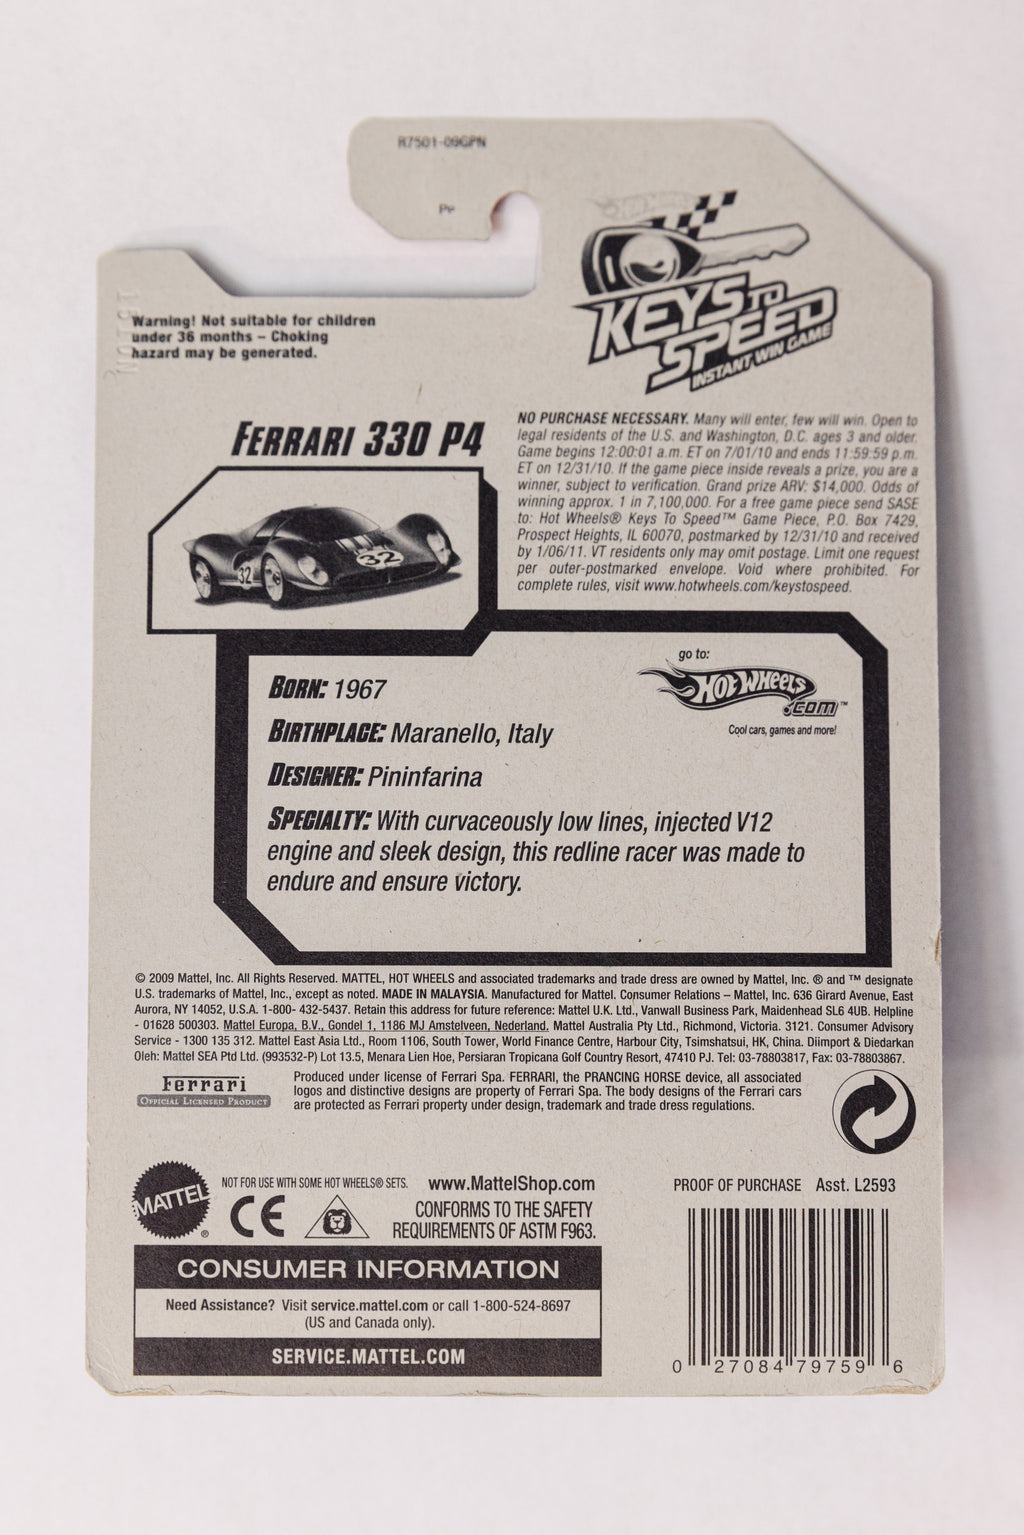 R7501-09GPN
Warning! Not suitable for children
under 36 months – Choking
hazard may be generated.
Hot Wheels
KEYS TO
SPEED
INSTANT WIN GAME
FERRARI 330 P4
32
32
NO PURCHASE NECESSARY. Many will enter, few will win. Open to
legal residents of the U.S. and Washington, D.C. ages 3 and older.
Game begins 12:00:01 a.m. ET on 7/01/10 and ends 11:59:59 p.m.
ET on 12/31/10. If the game piece inside reveals a prize, you are a
winner, subject to verification. Grand prize ARV: $14,000. Odds of
winning approx. 1 in 7,100,000. For a free game piece send SASE
to: Hot Wheels® Keys To Speed™ Game Piece, P.O. Box 7429,
Prospect Heights, IL 60070, postmarked by 12/31/10 and received
by 1/06/11. VT residents only may omit postage. Limit one request
per outer-postmarked envelope. Void where prohibited. For
complete rules, visit www.hotwheels.com/keystospeed.
BORN: 1967
BIRTHPLACE: Maranello, Italy
DESIGNER: Pininfarina
SPECIALTY: With curvaceously low lines, injected V12
engine and sleek design, this redline racer was made to
endure and ensure victory.
go to:
Hot Wheels
.COM™
Cool cars, games and more!
© 2009 Mattel, Inc. All Rights Reserved. MATTEL, HOT WHEELS and associated trademarks and trade dress are owned by Mattel, Inc. ® and ™ designate
U.S. trademarks of Mattel, Inc., except as noted. MADE IN MALAYSIA. Manufactured for Mattel. Consumer Relations – Mattel, Inc. 636 Girard Avenue, East
Aurora, NY 14052, U.S.A. 1-800- 432-5437. Retain this address for future reference: Mattel U.K. Ltd., Vanwall Business Park, Maidenhead SL6 4UB. Helpline
- 01628 500303. Mattel Europa, B.V., Gondel 1, 1186 MJ Amstelveen, Nederland. Mattel Australia Pty Ltd., Richmond, Victoria. 3121. Consumer Advisory
Service - 1300 135 312. Mattel East Asia Ltd., Room 1106, South Tower, World Finance Centre, Harbour City, Tsimshatsui, HK, China. Diimport & Diedarkan
Oleh: Mattel SEA Ptd Ltd. (993532-P) Lot 13.5, Menara Lien Hoe, Persiaran Tropicana Golf Country Resort, 47410 PJ. Tel: 03-78803817, Fax: 03-78803867.
Ferrari
OFFICIAL LICENSED PRODUCT
Produced under license of Ferrari Spa. FERRARI, the PRANCING HORSE device, all associated
logos and distinctive designs are property of Ferrari Spa. The body designs of the Ferrari cars
are protected as Ferrari property under design, trademark and trade dress regulations.
MATTEL®
NOT FOR USE WITH SOME HOT WHEELS® SETS.
CE
www.MattelShop.com
CONFORMS TO THE SAFETY
REQUIREMENTS OF ASTM F963.
PROOF OF PURCHASE Asst. L2593
CONSUMER INFORMATION
Need Assistance? Visit service.mattel.com or call 1-800-524-8697
(US and Canada only).
SERVICE.MATTEL.COM
0 27084 79759 6